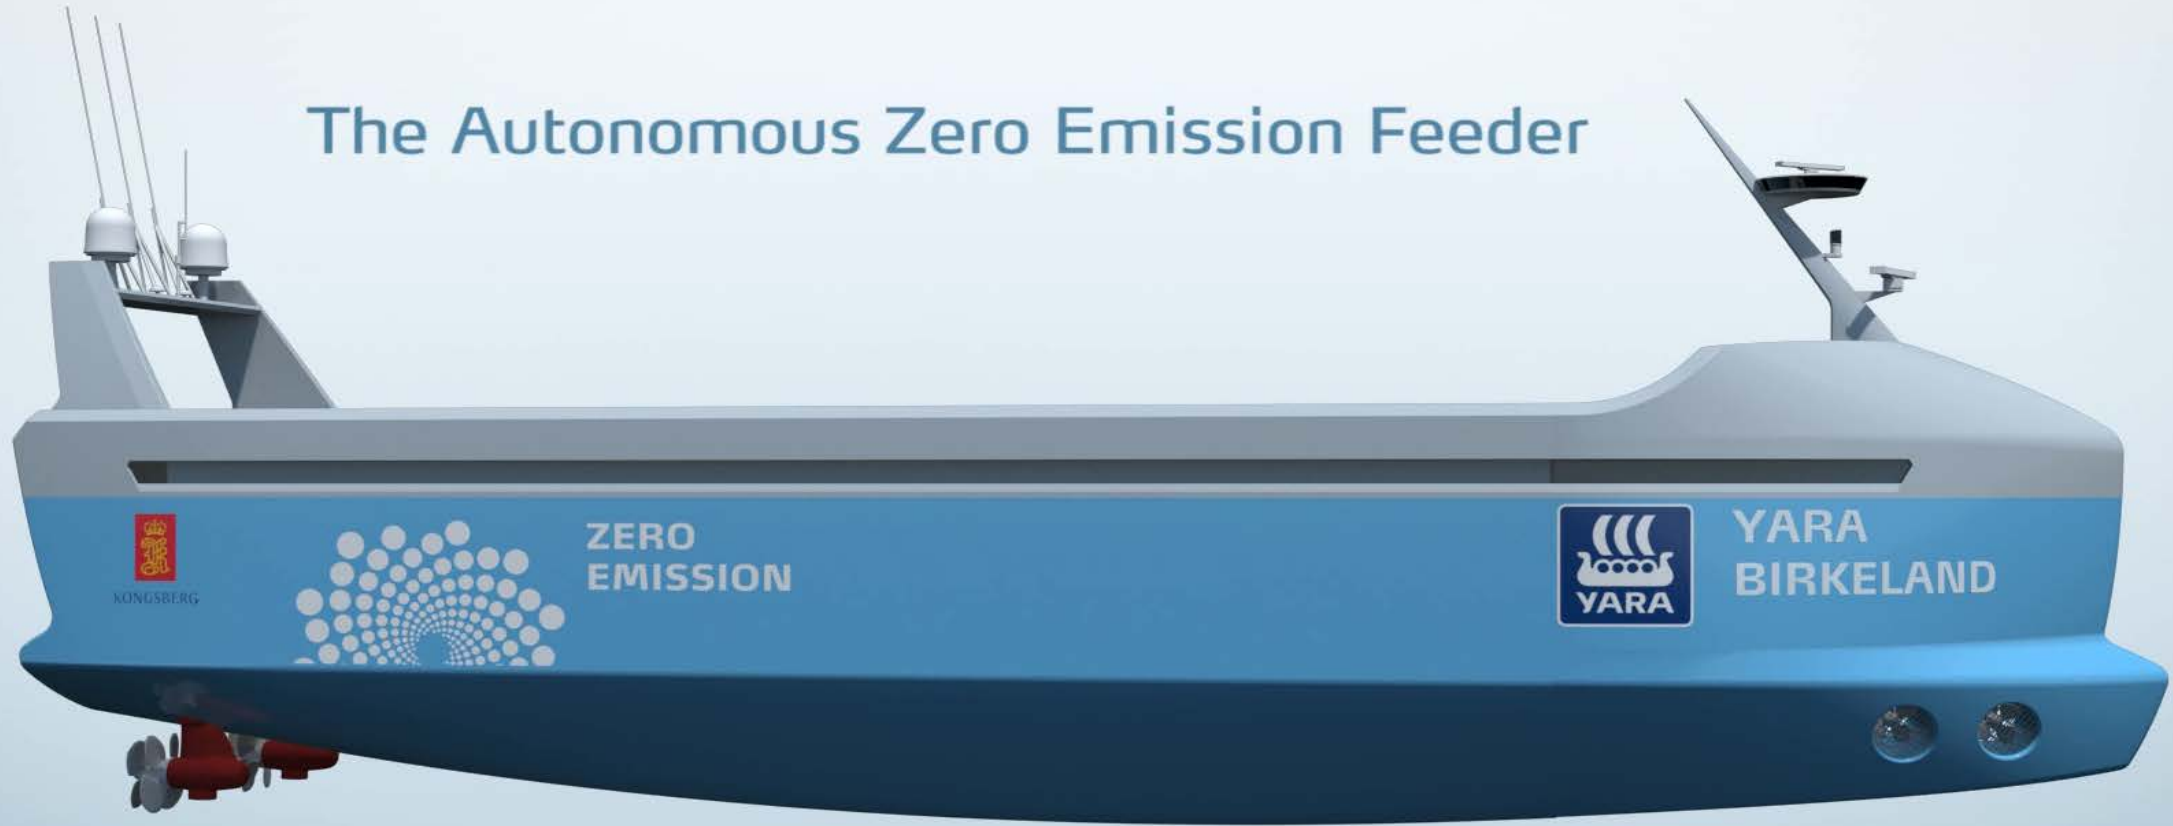 The Autonomous Zero Emission Feeder
KONGSBERG
ZERO
EMISSION
YARA
YARA
BIRKELAND